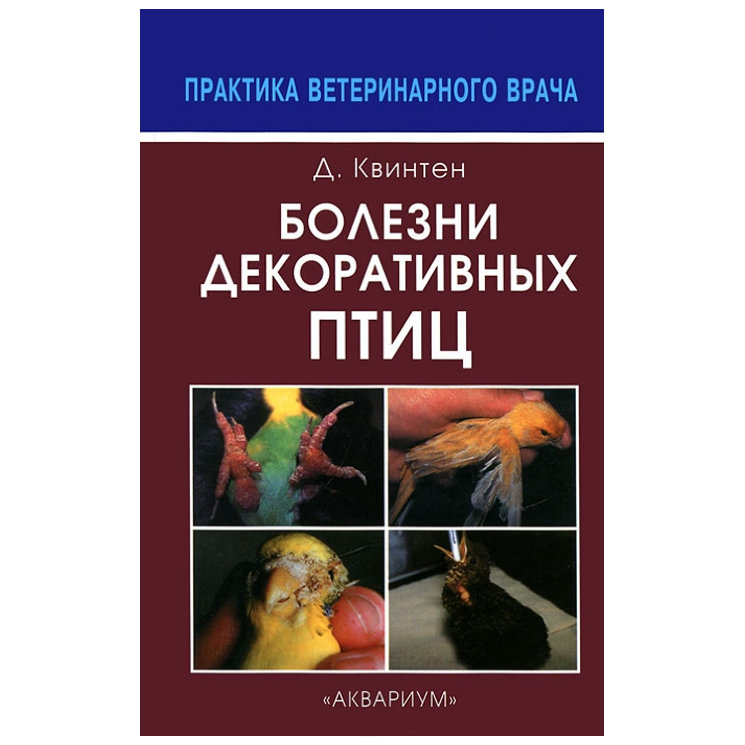 ПРАКТИКА ВЕТЕРИНАРНОГО ВРАЧА
Д. Квинтен
БОЛЕЗНИ
ДЕКОРАТИВНЫХ
ПТИЦ
«АКВАРИУМ»